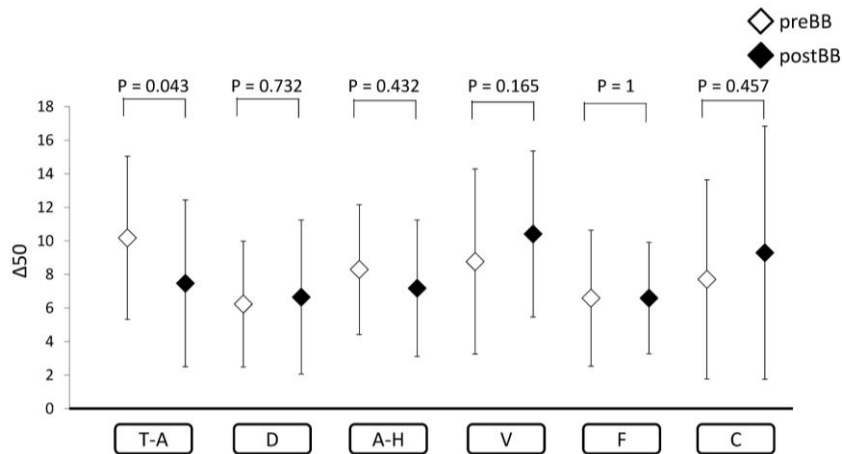 preBB
postBB
P = 0.043 P = 0.732 P = 0.432 P = 0.165 P = 1 P = 0.457
18
16
14
12
10
8
6
4
2
0
Δ50
T-A D A-H V F C